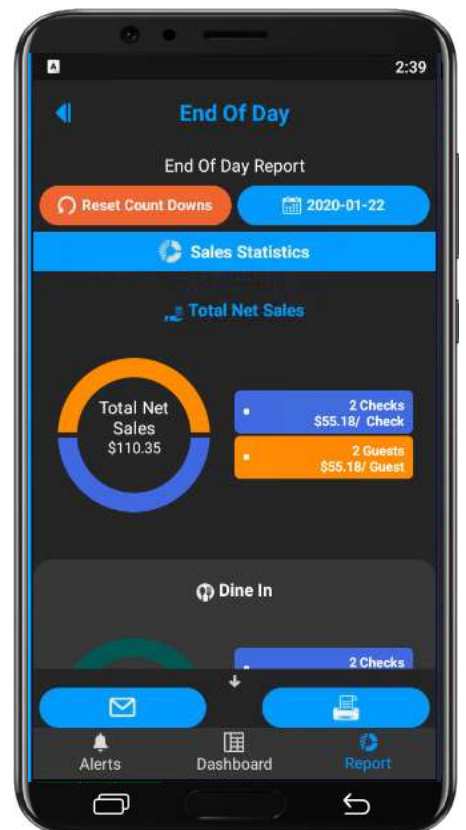 A
2:39
End Of Day
End Of Day Report
Reset Count Downs
2020-01-22
Sales Statistics
Total Net Sales
Total Net
Sales
$110.35
2 Checks
$55.18/ Check
2 Guests
$55.18/ Guest
Dine In
2 Checks
Alerts
Dashboard
Report